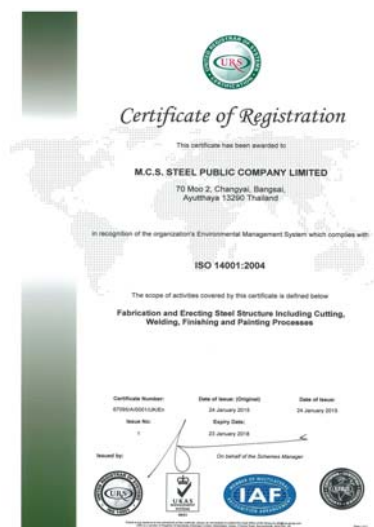 URS
Certificate of Registration
This certificate has been awarded to
M.C.S. STEEL PUBLIC COMPANY LIMITED
70 Moo 2, Changyai, Bangsai,
Ayutthaya 13290 Thailand
in recognition of the organization's Environmental Management System which complies with
ISO 14001:2004
The scope of activities covered by this certificate is defined below
Fabrication and Erecting Steel Structure Including Cutting,
Welding, Finishing and Painting Processes
Certificate Number: Date of Issue: (Original) Date of Issue:
24 January 2015 24 January 2015
Issue No: Expiry Date:
1 23 January 2018
Issued by: On behalf of the Schemes Manager
URS UKAS IAF
MANAGEMENT
SYSTEMS